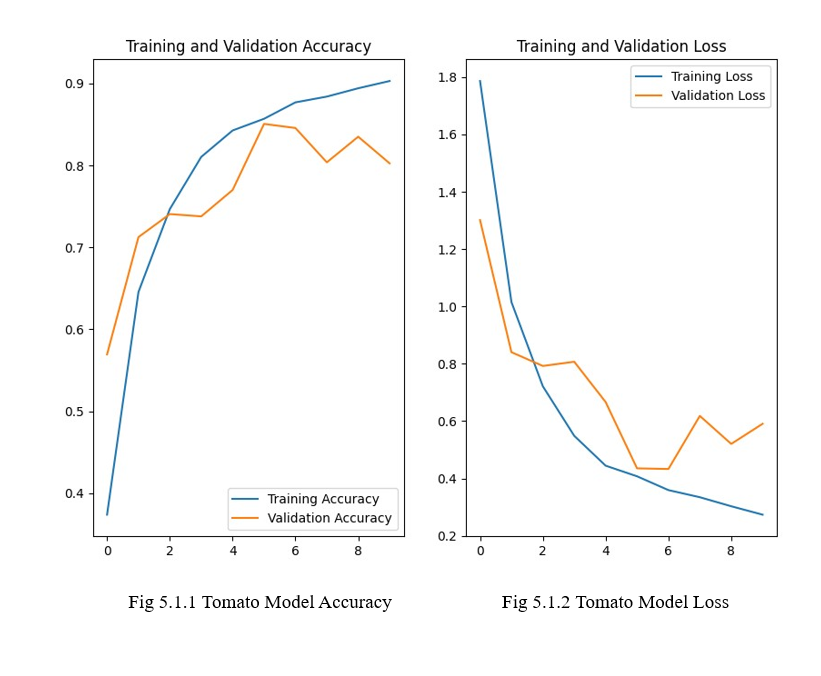 Training and Validation Accuracy
0.9
0.8
0.7
0.6
0.5
0.4
0 2 4 6 8
Training Accuracy
Validation Accuracy
Training and Validation Loss
1.8
1.6
1.4
1.2
1.0
0.8
0.6
0.4
0.2
0 2 4 6 8
Training Loss
Validation Loss
Fig 5.1.1 Tomato Model Accuracy
Fig 5.1.2 Tomato Model Loss